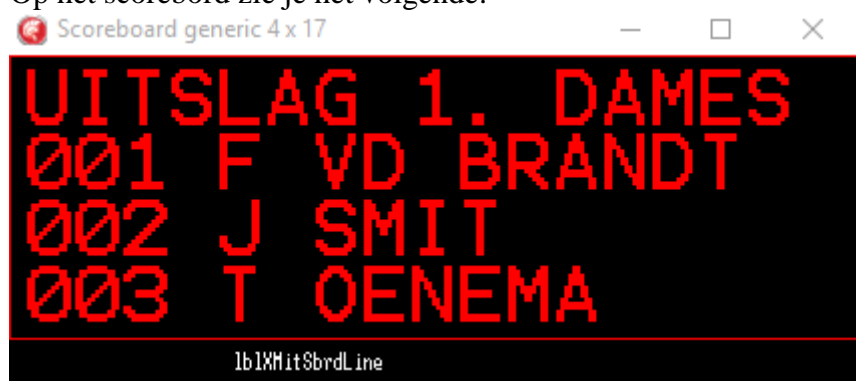 Op het scorebord zie je het volgende:
Scoreboard generic 4 x 17
UITSLAG 1. DAMES
001 F VD BRANDT
002 J SMIT
003 T OENEMA
lblXMitSbrdLine